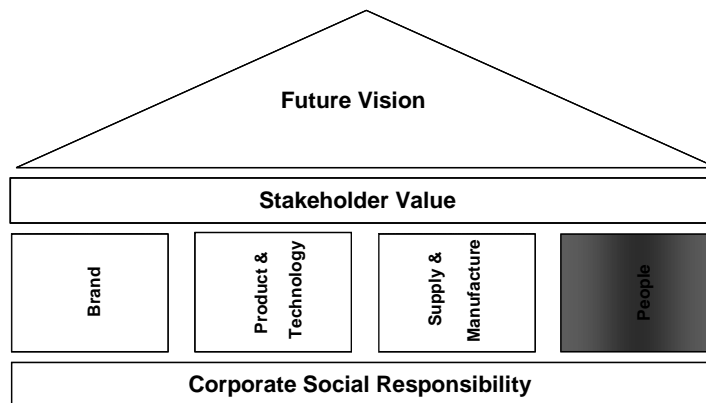 Future Vision
Stakeholder Value
Brand
Product &
Technology
Supply &
Manufacture
People
Corporate Social Responsibility